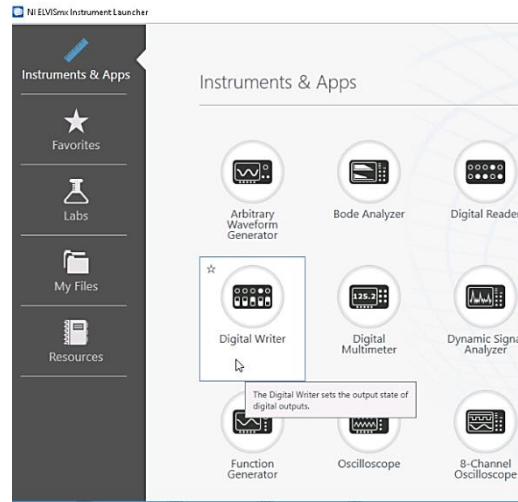 NI ELVISmx Instrument Launcher
Instruments & Apps
Favorites
Labs
My Files
Resources
Instruments & Apps
Arbitrary
Waveform
Generator
Bode Analyzer
Digital Reader
Digital Writer
Digital
Multimeter
Dynamic Signa
Analyzer
The Digital Writer sets the output state of
digital outputs.
Function
Generator
Oscilloscope
8-Channel
Oscilloscope
125.2